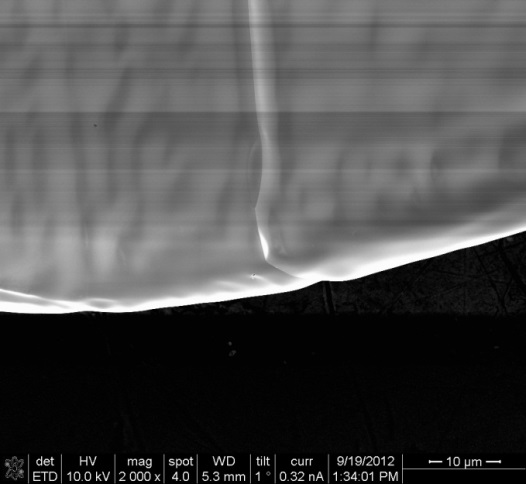 det HV mag spot WD tilt curr 9/19/2012 10 µm
ETD 10.0 kV 2 000 x 4.0 5.3 mm 1 ° 0.32 nA 1:34:01 PM